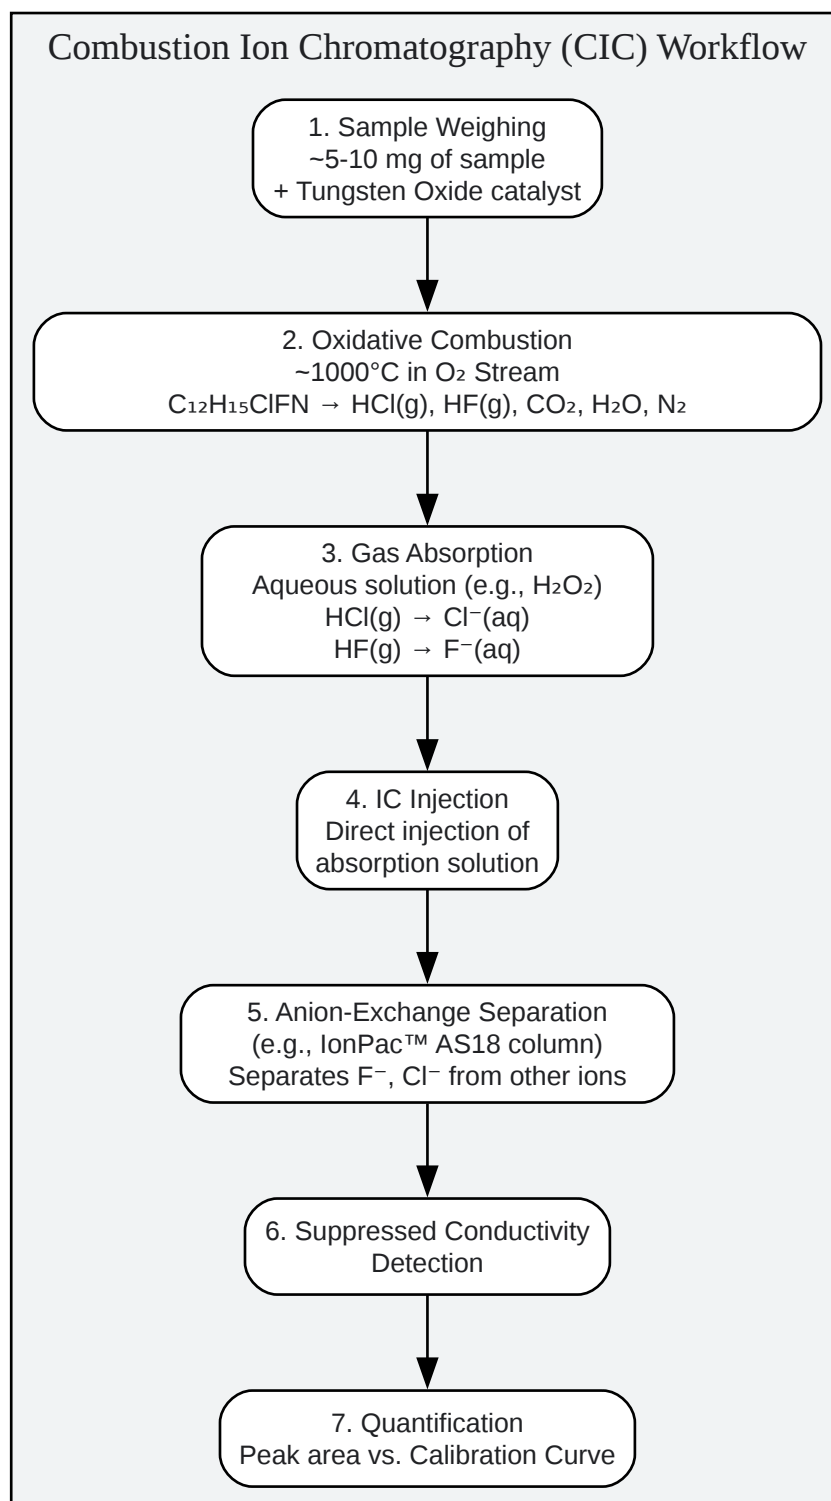 Combustion Ion Chromatography (CIC) Workflow
1. Sample Weighing
~5-10 mg of sample
+ Tungsten Oxide catalyst
2. Oxidative Combustion
~1000°C in O₂ Stream
C₁₂H₁₅ClFN → HCl(g), HF(g), CO₂, H₂O, N₂
3. Gas Absorption
Aqueous solution (e.g., H₂O₂)
HCl(g) → Cl⁻(aq)
HF(g) → F⁻(aq)
4. IC Injection
Direct injection of
absorption solution
5. Anion-Exchange Separation
(e.g., IonPac™ AS18 column)
Separates F⁻, Cl⁻ from other ions
6. Suppressed Conductivity
Detection
7. Quantification
Peak area vs. Calibration Curve